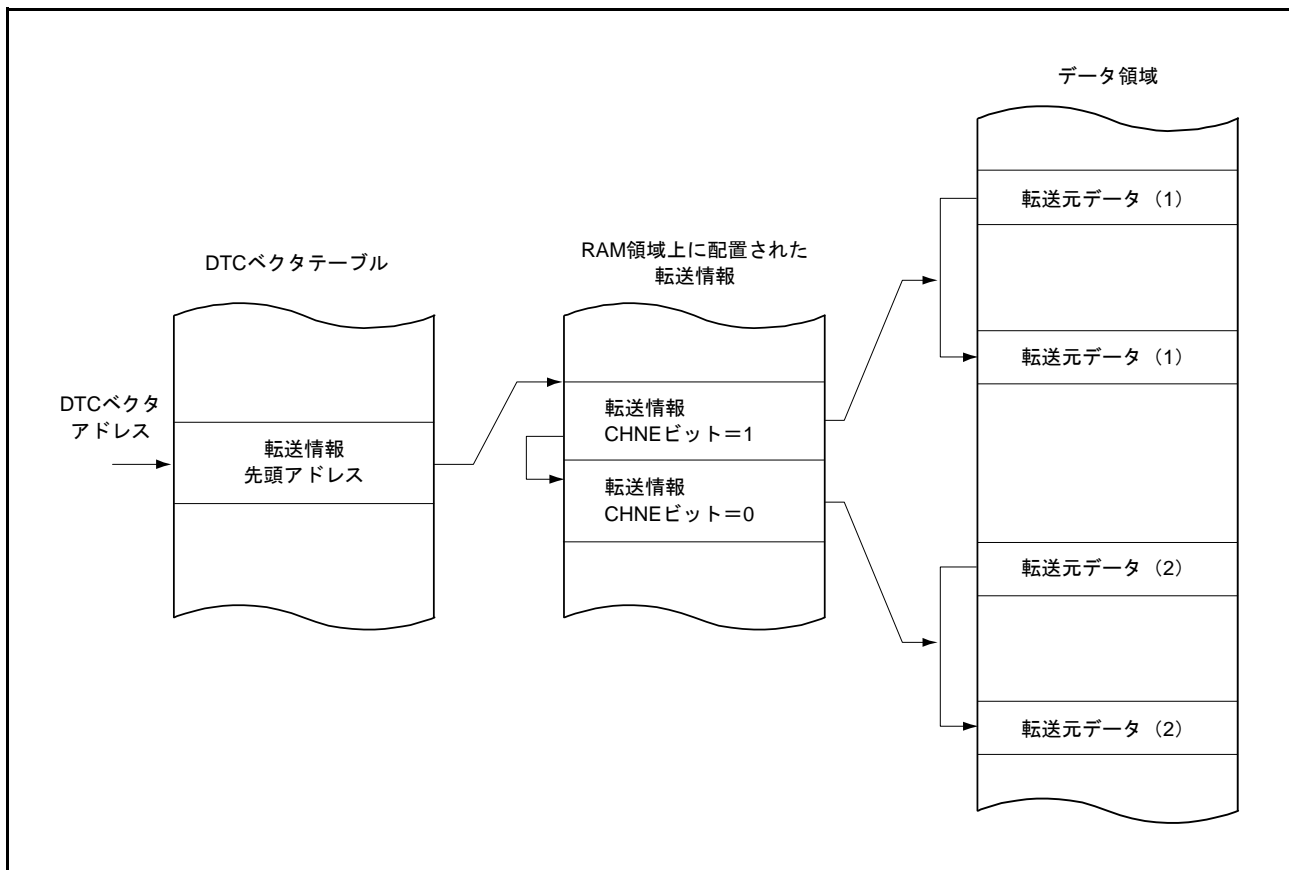 データ領域
転送元データ（1）
転送元データ（1）
転送元データ（2）
転送元データ（2）
RAM領域上に配置された
転送情報
転送情報
CHNEビット＝1
転送情報
CHNEビット＝0
DTCベクタテーブル
DTCベクタ
アドレス
転送情報
先頭アドレス